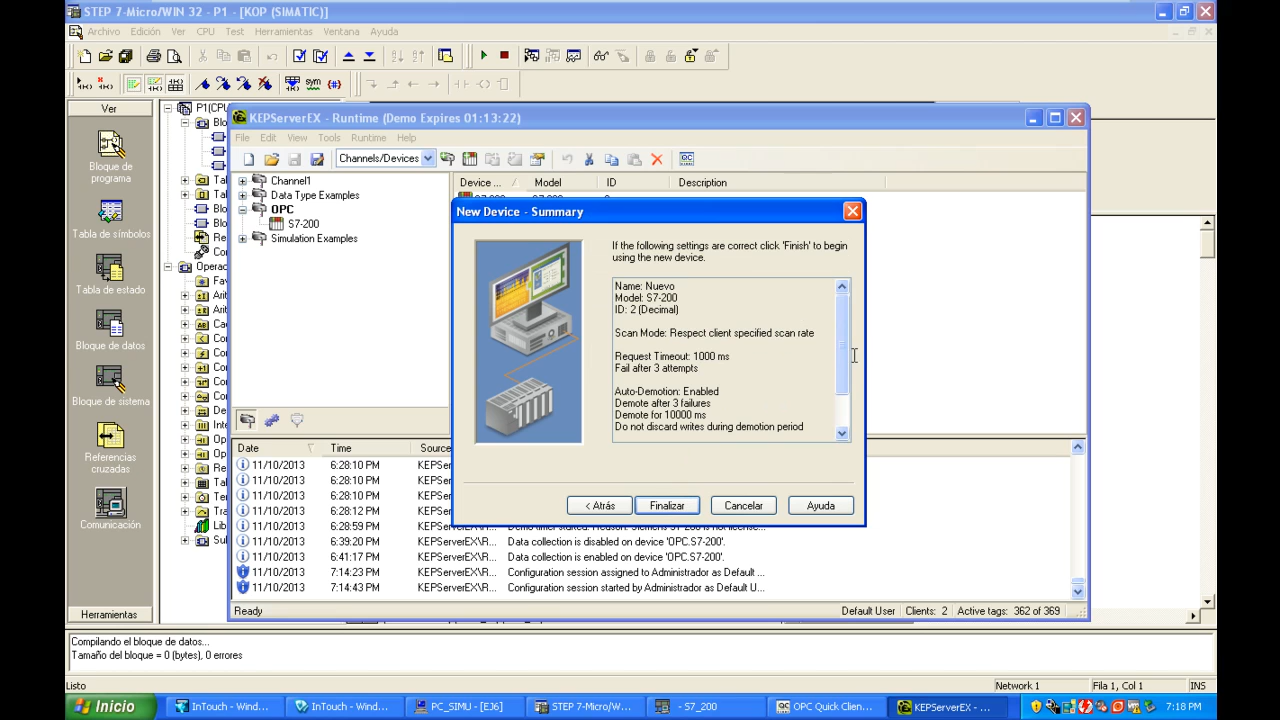 STEP 7-Micro/WIN 32 - P1 - [KOP (SIMATIC)]
Archivo Edición Ver CPU Test Herramientas Ventana Ayuda
Ver
Bloque de programa
Tabla de símbolos
Tabla de estado
Bloque de datos
Bloque de sistema
Referencias cruzadas
Comunicación
Herramientas
KEPServerEX - Runtime (Demo Expires 01:13:22)
File Edit View Tools Runtime Help
Channels/Devices
Channel1
Data Type Examples
OPC
S7-200
Simulation Examples
Device ... Model ID Description
New Device - Summary
If the following settings are correct click 'Finish' to begin
using the new device.
Name: Nuevo
Model: S7-200
ID: 2 (Decimal)
Scan Mode: Respect client specified scan rate
Request Timeout: 1000 ms
Fail after 3 attempts
Auto-Demotion: Enabled
Demote after 3 failures
Demote for 10000 ms
Do not discard writes during demotion period
< Atrás Finalizar Cancelar Ayuda
Date Time Source
11/10/2013 6:28:10 PM KEPSer
11/10/2013 6:28:10 PM KEPSer
11/10/2013 6:28:10 PM KEPSer
11/10/2013 6:28:12 PM KEPSer
11/10/2013 6:28:59 PM KEPSer
11/10/2013 6:39:20 PM KEPServerEX\R... Data collection is disabled on device 'OPC.S7-200'.
11/10/2013 6:41:17 PM KEPServerEX\R... Data collection is enabled on device 'OPC.S7-200'.
11/10/2013 7:14:23 PM KEPServerEX\R... Configuration session assigned to Administrador as Default ...
11/10/2013 7:14:43 PM KEPServerEX\R... Configuration session started by Administrador as Default U...
Ready Default User Clients: 2 Active tags: 362 of 369
Compilando el bloque de datos...
Tamaño del bloque = 0 (bytes), 0 errores
Listo Network 1 Fila 1, Col 1 INS
Inicio InTouch - Wind... InTouch - Wind... PC_SIMU - [EJ6] STEP 7-Micro/W... - S7_200 OPC Quick Clien... KEPServerEX - ... 7:18 PM